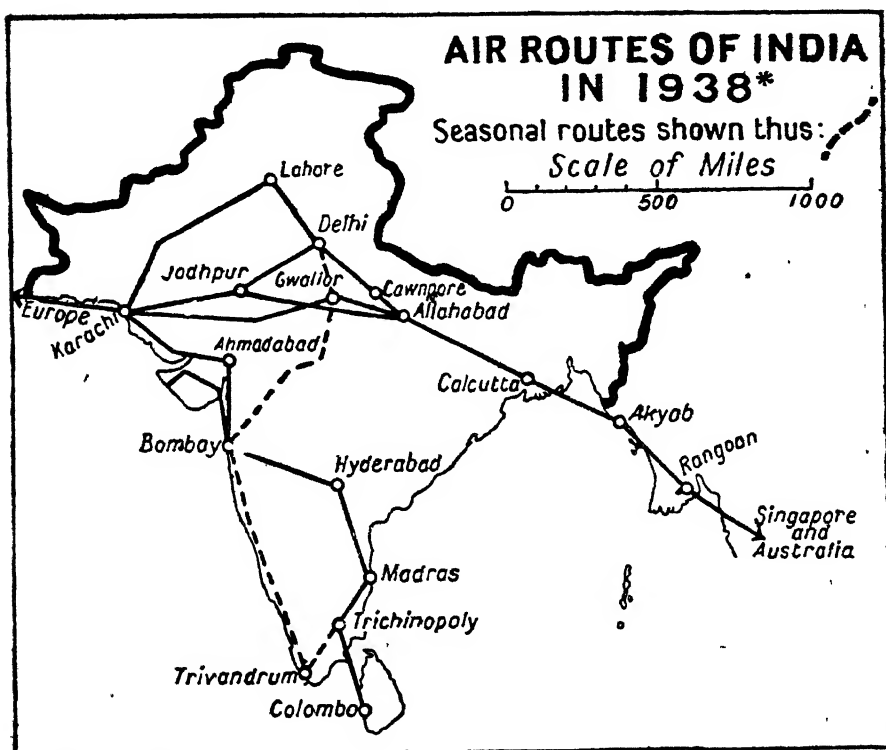 AIR ROUTES OF INDIA
IN 1938*
Seasonal routes shown thus:
Scale of Miles
0 500 1000
Lahore
Delhi
Jodhpur
Gwalior
Cawnpore
Allahabad
Europe
Karachi
Ahmadabad
Calcutta
Akyab
Bombay
Hyderabad
Rangoon
Singapore
and
Australia
Madras
Trichinopoly
Trivandrum
Colombo